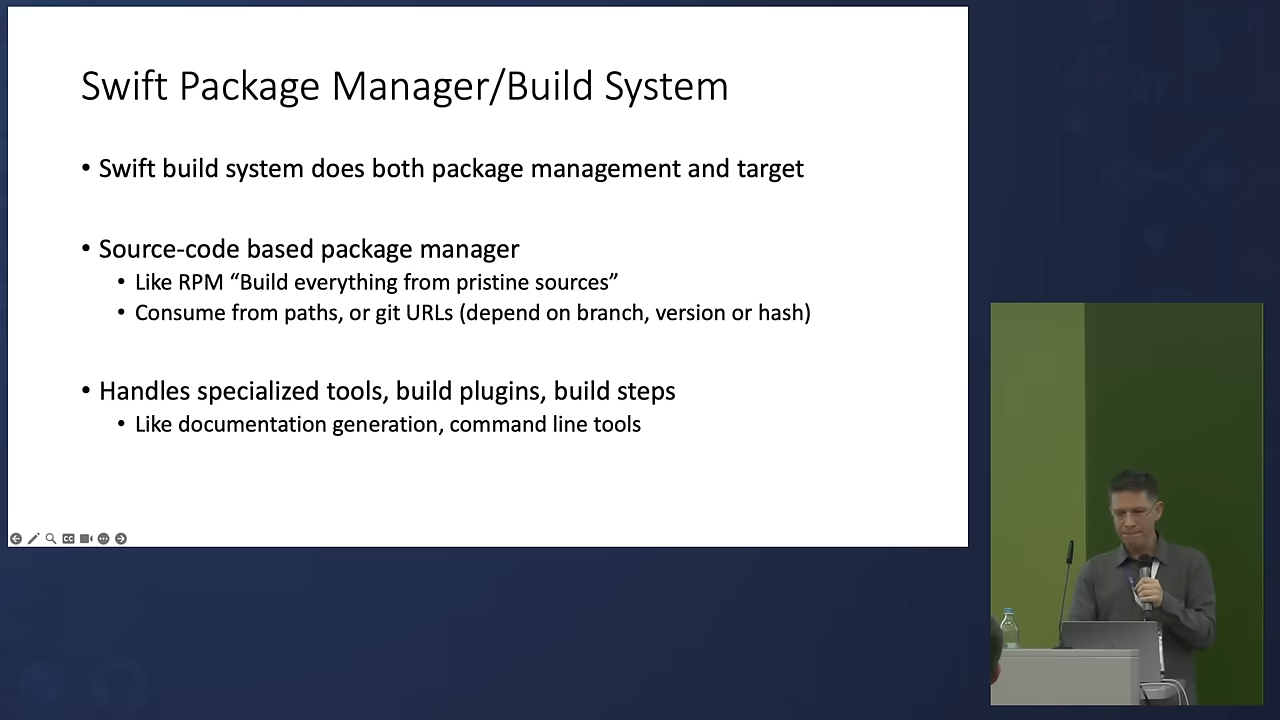 Swift Package Manager/Build System
• Swift build system does both package management and target
• Source-code based package manager
• Like RPM “Build everything from pristine sources”
• Consume from paths, or git URLs (depend on branch, version or hash)
• Handles specialized tools, build plugins, build steps
• Like documentation generation, command line tools
CC